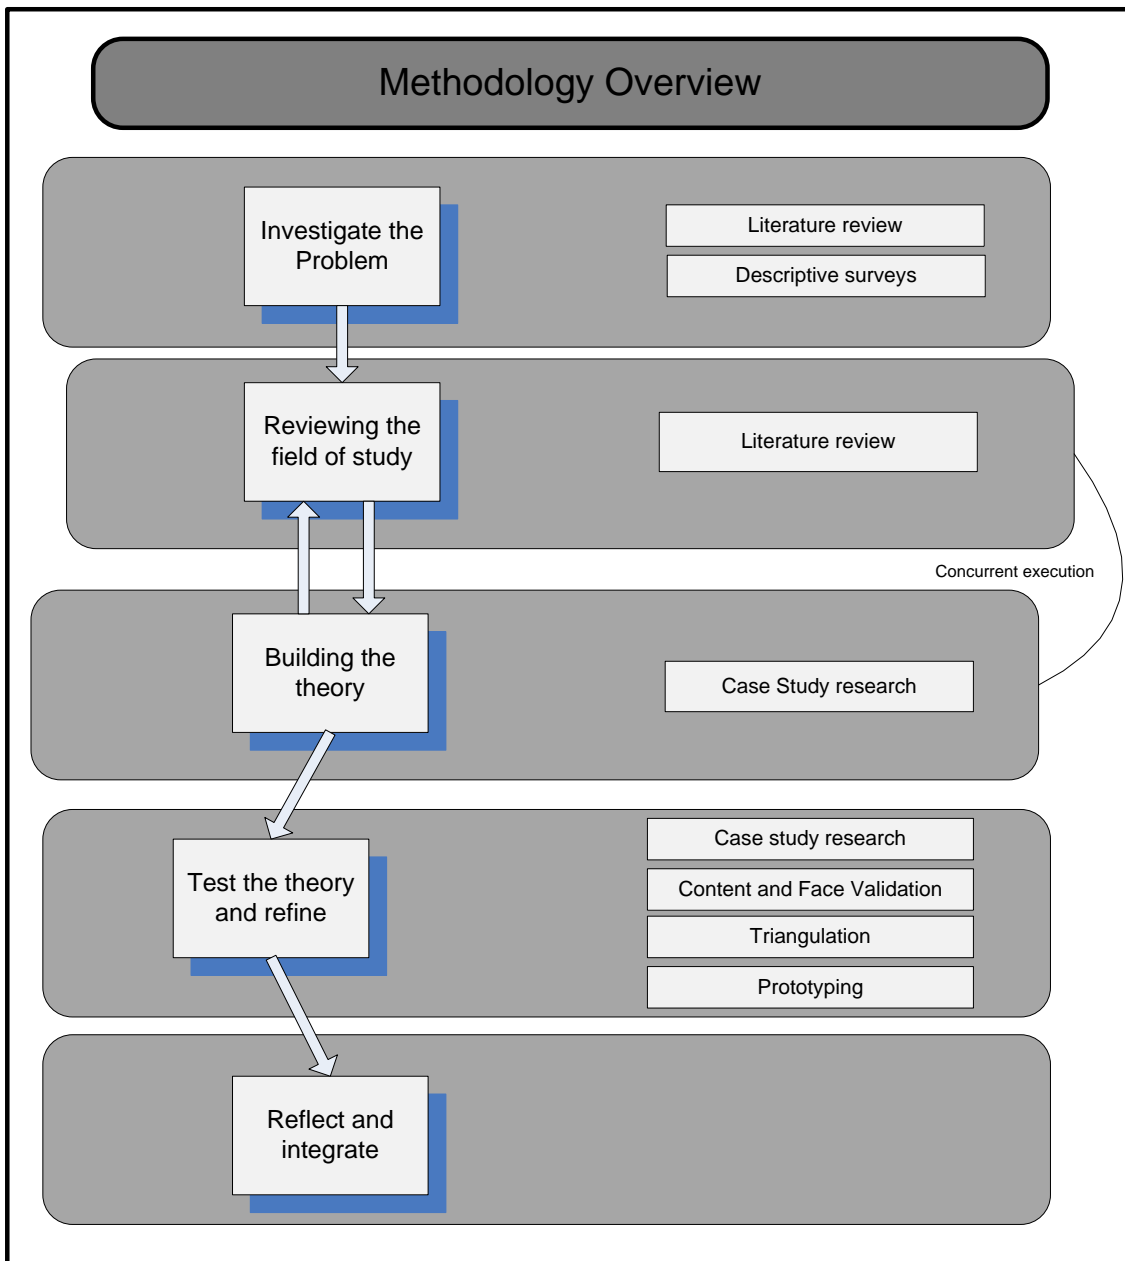 Methodology Overview
Investigate the
Problem
Literature review
Descriptive surveys
Reviewing the
field of study
Literature review
Concurrent execution
Building the
theory
Case Study research
Test the theory
and refine
Case study research
Content and Face Validation
Triangulation
Prototyping
Reflect and
integrate